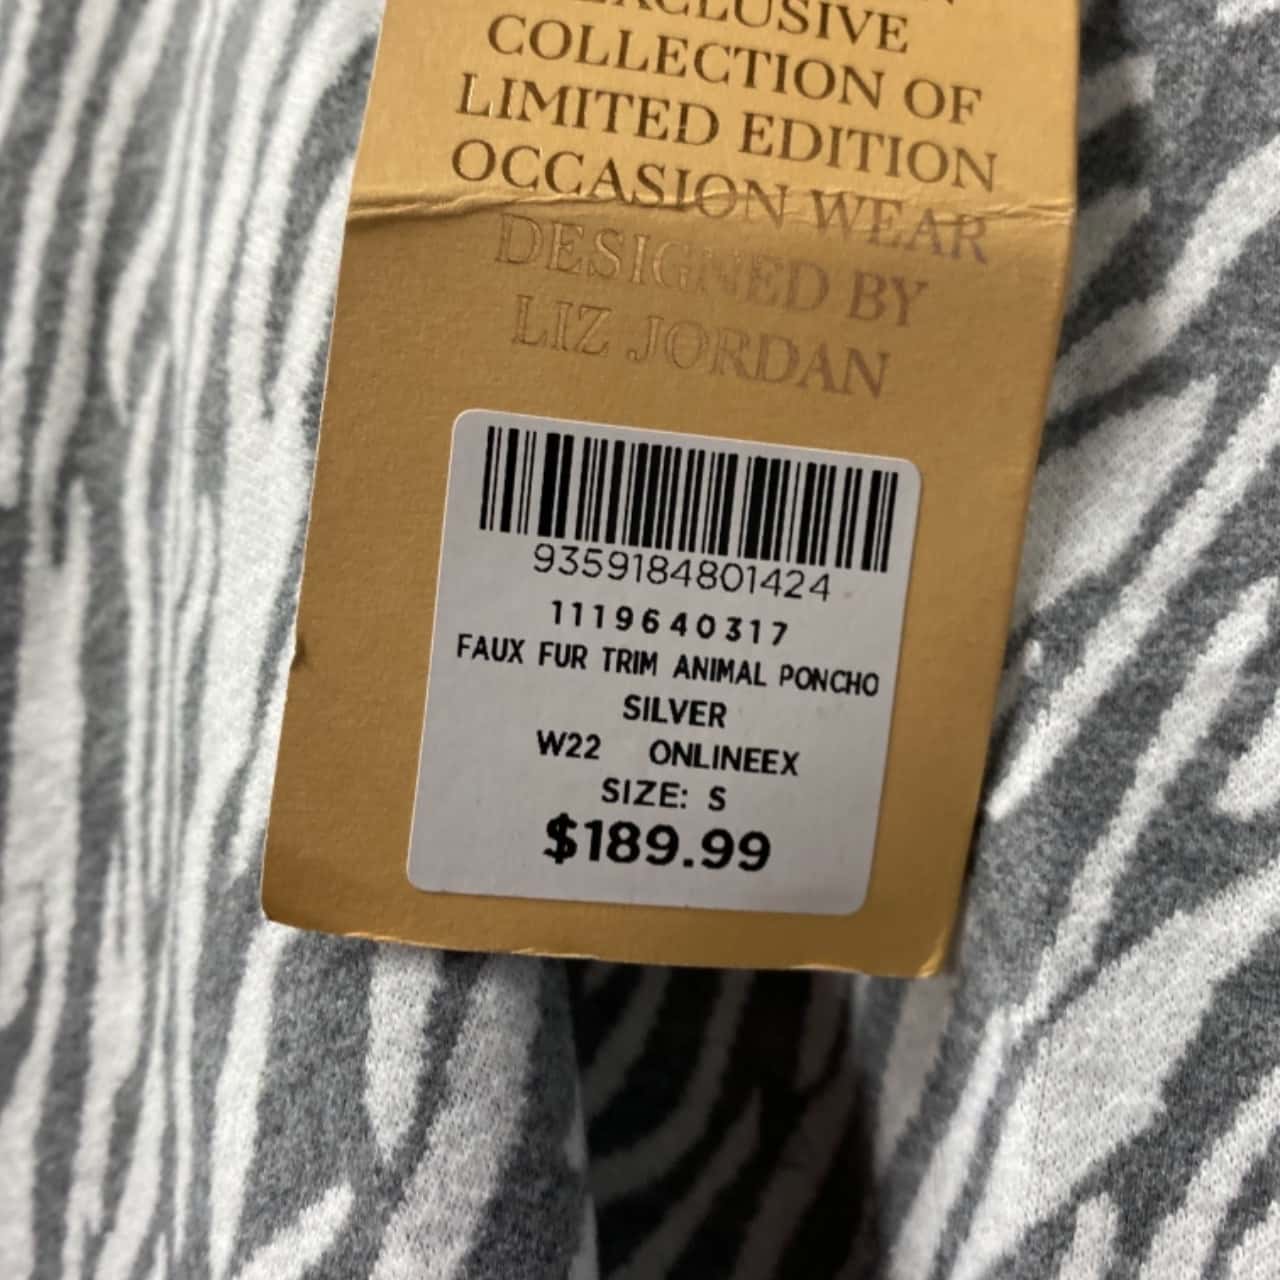 EXCLUSIVE
COLLECTION OF
LIMITED EDITION
OCCASION WEAR
DESIGNED BY
LIZ JORDAN
9359184801424
1119640317
FAUX FUR TRIM ANIMAL PONCHO
SILVER
W22 ONLINEEX
SIZE: S
$189.99